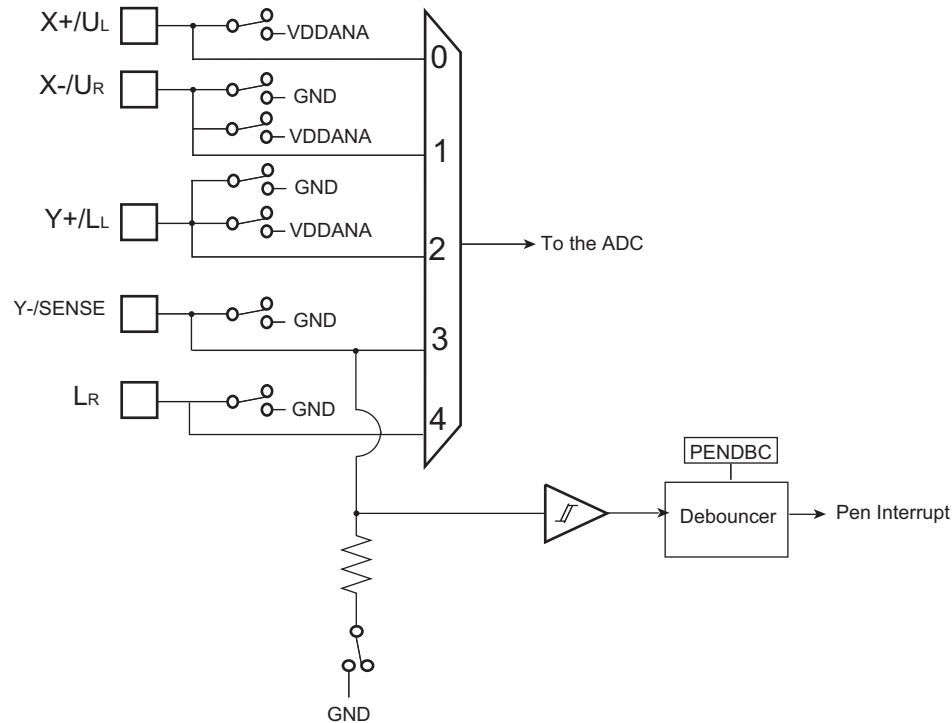 X+/UL
VDDANA
0
X-/UR
GND
VDDANA
1
GND
Y+/LL
VDDANA
2
To the ADC
Y-/SENSE
GND
3
LR
GND
4
PENDBC
Debouncer
Pen Interrupt
GND